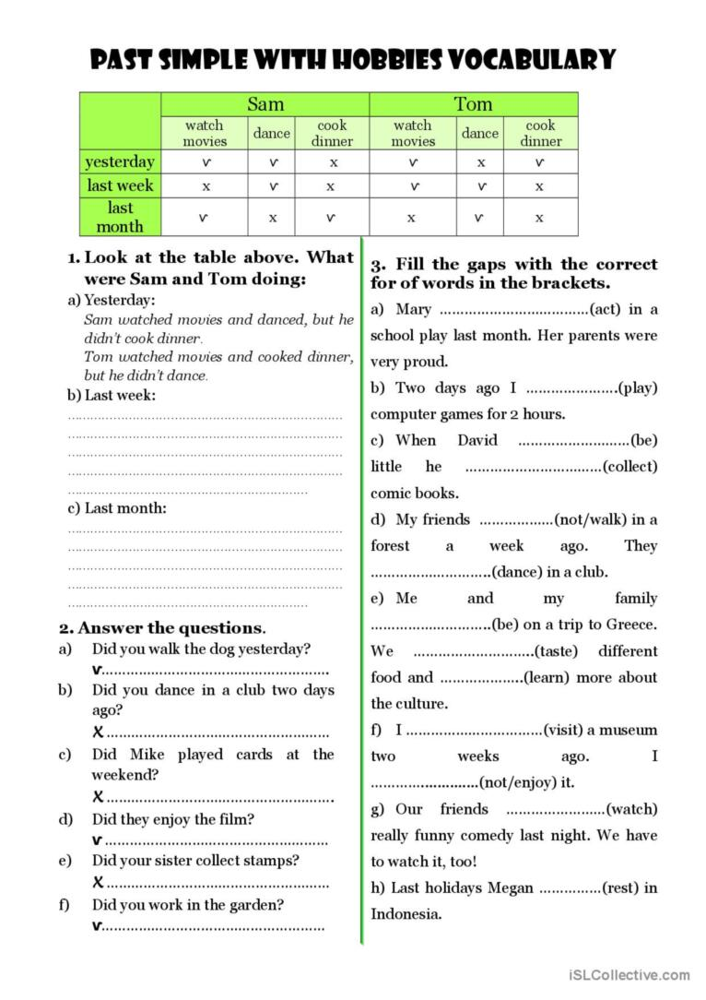 PAST SIMPLE WITH HOBBIES VOCABULARY
Sam Tom
watch movies dance cook dinner watch movies dance cook dinner
yesterday v v x v x v
last week x v x v v x
last month v x v x v x
1. Look at the table above. What
were Sam and Tom doing:
a) Yesterday:
Sam watched movies and danced, but he
didn't cook dinner.
Tom watched movies and cooked dinner,
but he didn't dance.
b) Last week:
……………………………………………………………
……………………………………………………………
……………………………………………………………
……………………………………………………………
……………………………………………………
c) Last month:
……………………………………………………………
……………………………………………………………
……………………………………………………………
……………………………………………………………
……………………………………………………
2. Answer the questions.
a) Did you walk the dog yesterday?
v……………………………………………….
b) Did you dance in a club two days
ago?
X ………………………………………………
c) Did Mike played cards at the
weekend?
X ……………………………………………….
d) Did they enjoy the film?
v ………………………………………………
e) Did your sister collect stamps?
X ………………………………………………
f) Did you work in the garden?
v………………………………………………
3. Fill the gaps with the correct
for of words in the brackets.
a) Mary ………………………………(act) in a
school play last month. Her parents were
very proud.
b) Two days ago I ………………….(play)
computer games for 2 hours.
c) When David ………………………(be)
little he ……………………………(collect)
comic books.
d) My friends ………………(not/walk) in a
forest a week ago. They
………………………..(dance) in a club.
e) Me and my family
………………………..(be) on a trip to Greece.
We ………………………..(taste) different
food and ………………..(learn) more about
the culture.
f) I ……………………………(visit) a museum
two weeks ago. I
……………………..(not/enjoy) it.
g) Our friends ……………………(watch)
really funny comedy last night. We have
to watch it, too!
h) Last holidays Megan ……………(rest) in
Indonesia.
iSLCollective.com